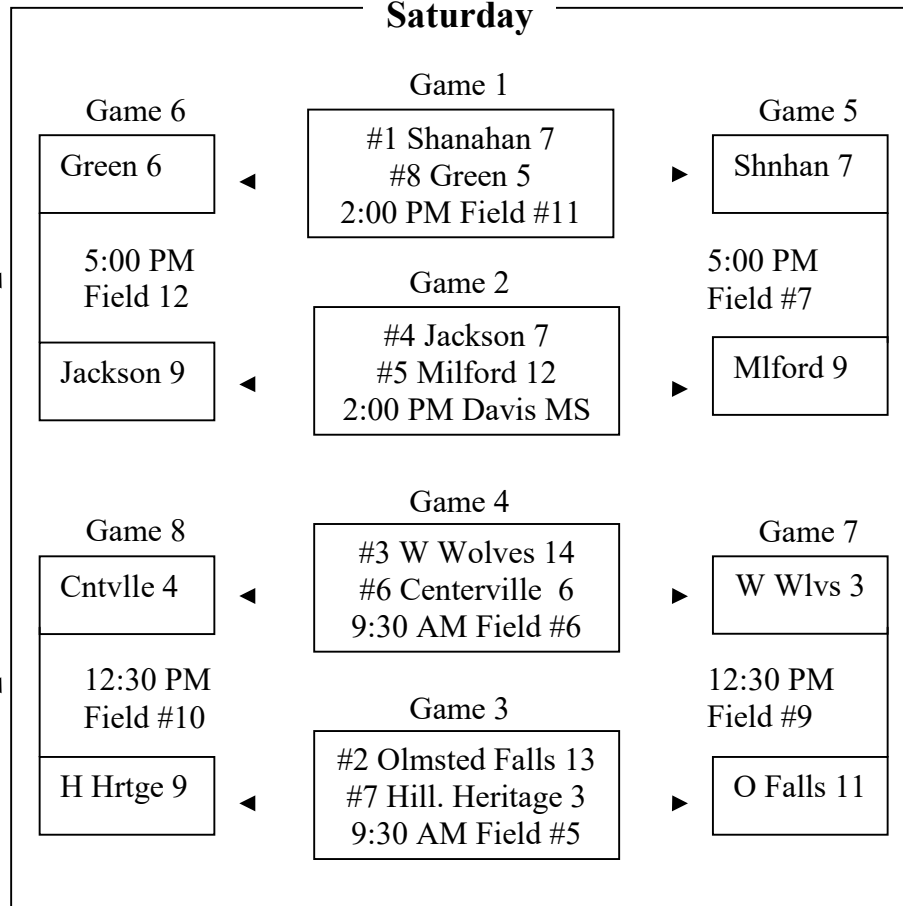 Saturday
Game 6
Green 6
5:00 PM
Field 12
Jackson 9
Game 1
#1 Shanahan 7
#8 Green 5
2:00 PM Field #11
Game 2
#4 Jackson 7
#5 Milford 12
2:00 PM Davis MS
Game 5
Shnhan 7
5:00 PM
Field #7
Mlford 9
Game 8
Cntvlle 4
12:30 PM
Field #10
H Hrtge 9
Game 4
#3 W Wolves 14
#6 Centerville 6
9:30 AM Field #6
Game 3
#2 Olmsted Falls 13
#7 Hill. Heritage 3
9:30 AM Field #5
Game 7
W Wlvs 3
12:30 PM
Field #9
O Falls 11